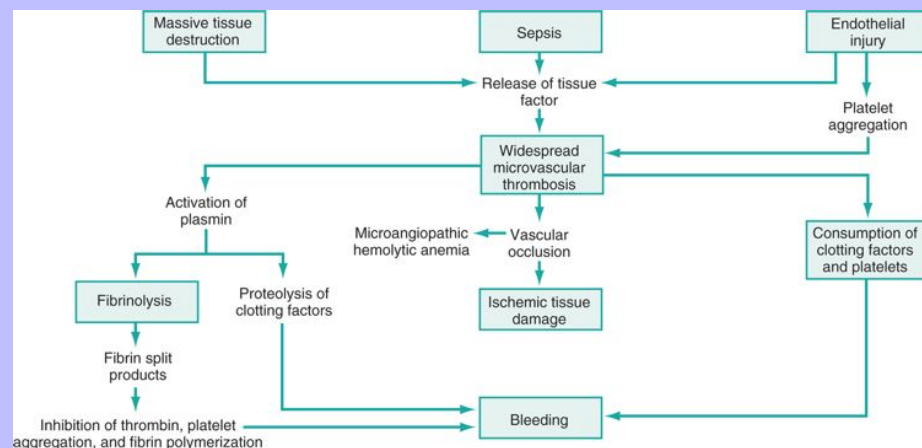 Massive tissue
destruction
Sepsis
Endothelial
injury
Release of tissue
factor
Platelet
aggregation
Widespread
microvascular
thrombosis
Activation of
plasmin
Microangiopathic
hemolytic anemia
Vascular
occlusion
Consumption of
clotting factors
and platelets
Fibrinolysis
Proteolysis of
clotting factors
Ischemic tissue
damage
Fibrin split
products
Inhibition of thrombin, platelet
aggregation, and fibrin polymerization
Bleeding